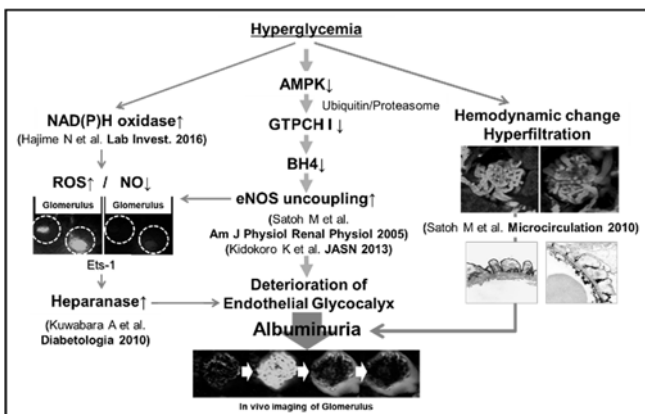 Hyperglycemia
AMPK↓
Ubiquitin/Proteasome
GTPCH I↓
BH4↓
eNOS uncoupling↑
(Satoh M et al.
Am J Physiol Renal Physiol 2005)
(Kidokoro K et al. JASN 2013)
NAD(P)H oxidase↑
(Hajime N et al. Lab Invest. 2016)
ROS↑ / NO↓
Glomerulus
Glomerulus
Ets-1
Heparanase↑
(Kuwabara A et al.
Diabetologia 2010)
Hemodynamic change
Hyperfiltration
(Satoh M et al. Microcirculation 2010)
Deterioration of
Endothelial Glycocalyx
Albuminuria
In vivo imaging of Glomerulus